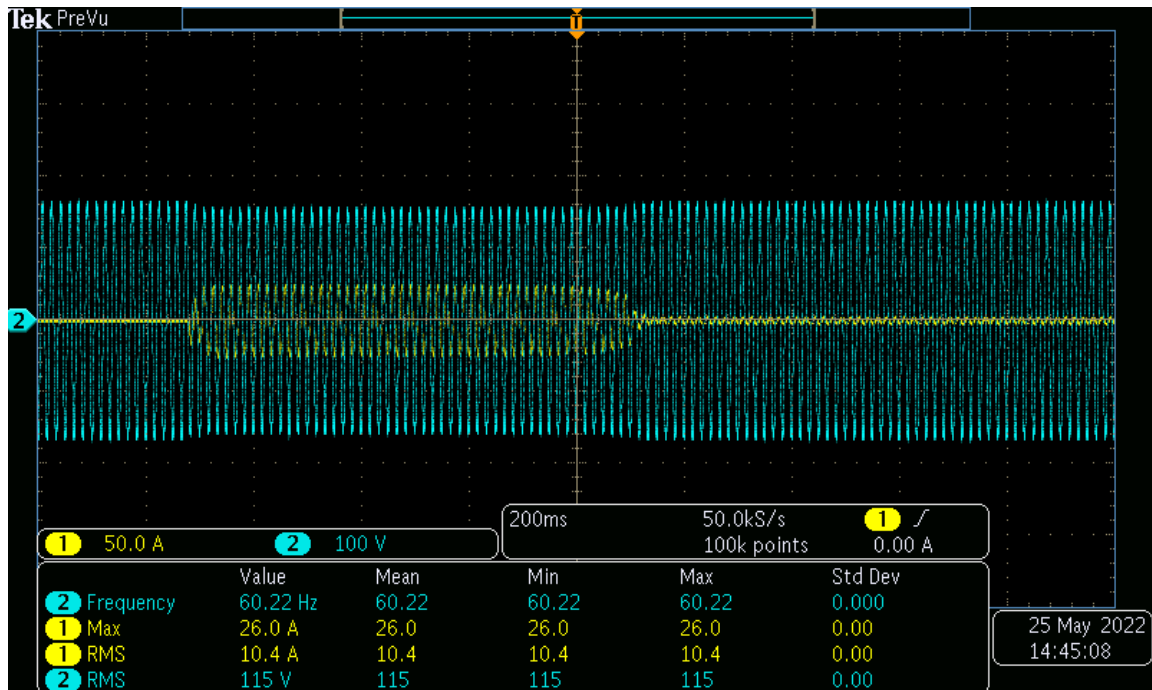 Tek PreVu
T
2
1 50.0 A 2 100 V
200ms 50.0kS/s 1
100k points 0.00 A
Value Mean Min Max Std Dev
2 Frequency 60.22 Hz 60.22 60.22 60.22 0.000
1 Max 26.0 A 26.0 26.0 26.0 0.00
1 RMS 10.4 A 10.4 10.4 10.4 0.00
2 RMS 115 V 115 115 115 0.00
25 May 2022
14:45:08